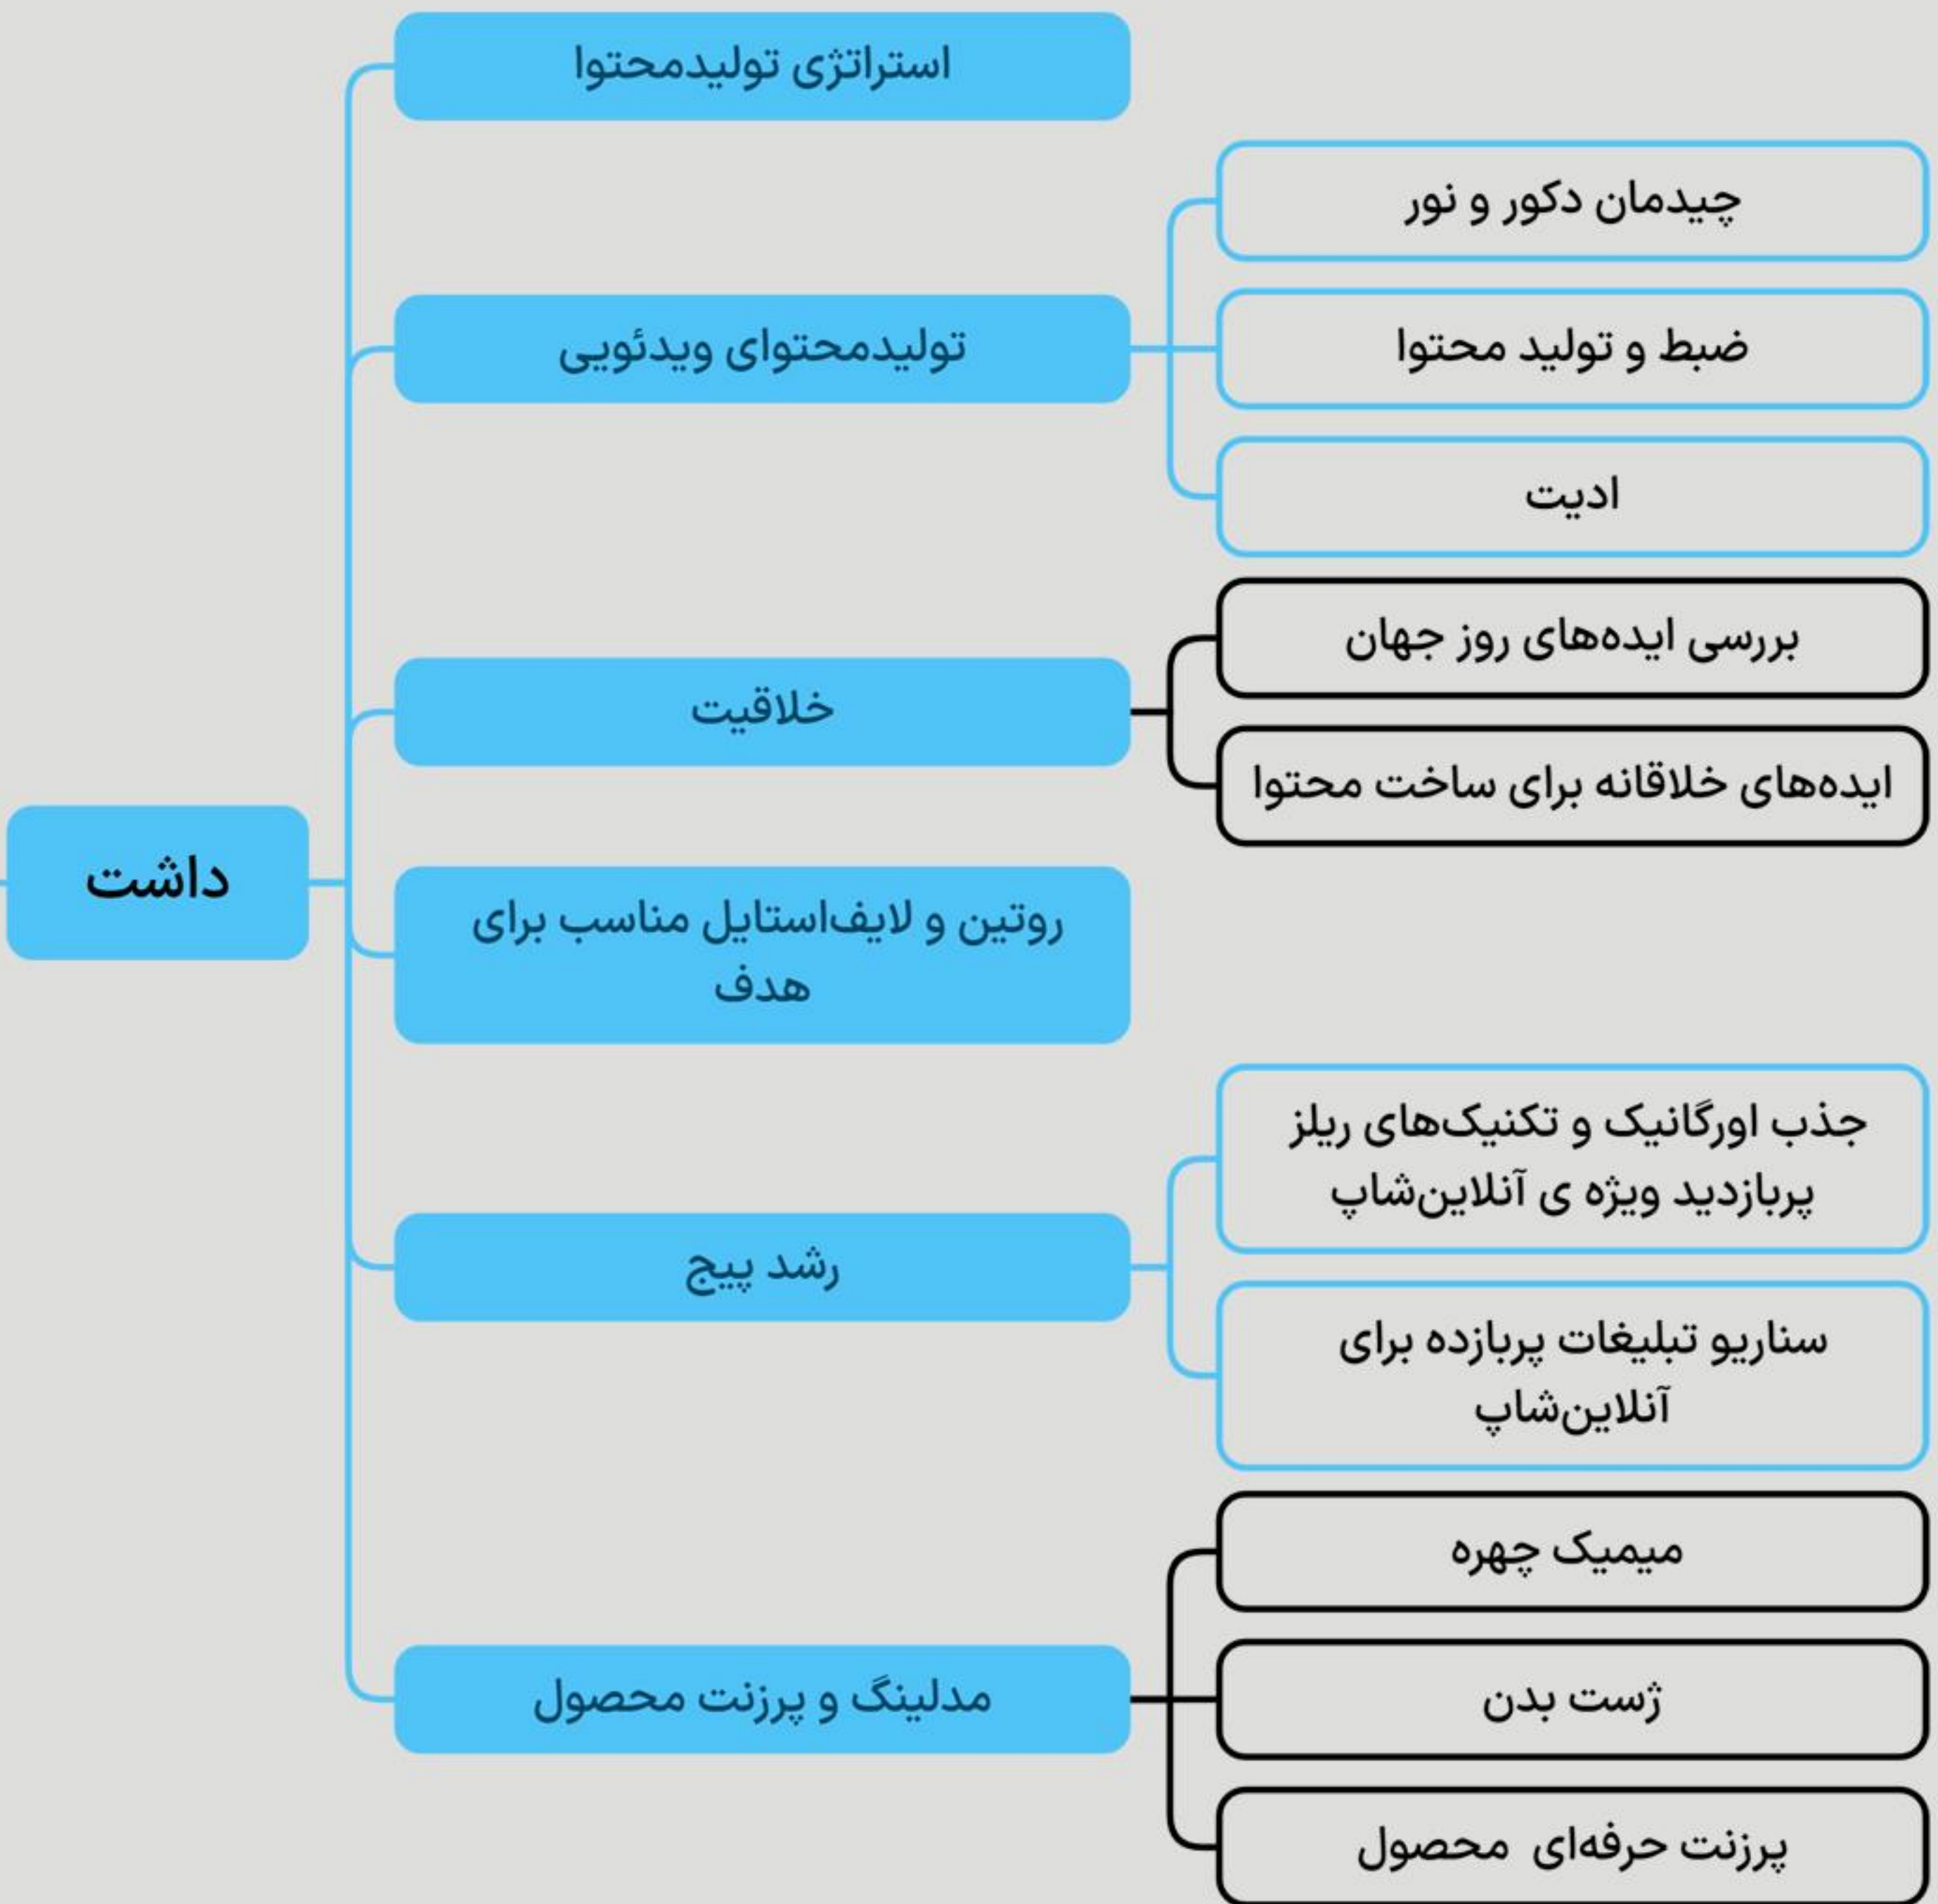 داشت
استراتژی تولیدمحتوا
تولیدمحتوای ویدئویی
چیدمان دکور و نور
ضبط و تولید محتوا
ادیت
خلاقیت
بررسی ایده‌های روز جهان
ایده‌های خلاقانه برای ساخت محتوا
روتین و لایف‌استایل مناسب برای
هدف
رشد پیج
جذب اورگانیک و تکنیک‌های ریلز
پربازدید ویژه ی آنلاین‌شاپ
سناریو تبلیغات پربازده برای
آنلاین‌شاپ
مدلینگ و پرزنت محصول
میمیک چهره
ژست بدن
پرزنت حرفه‌ای محصول